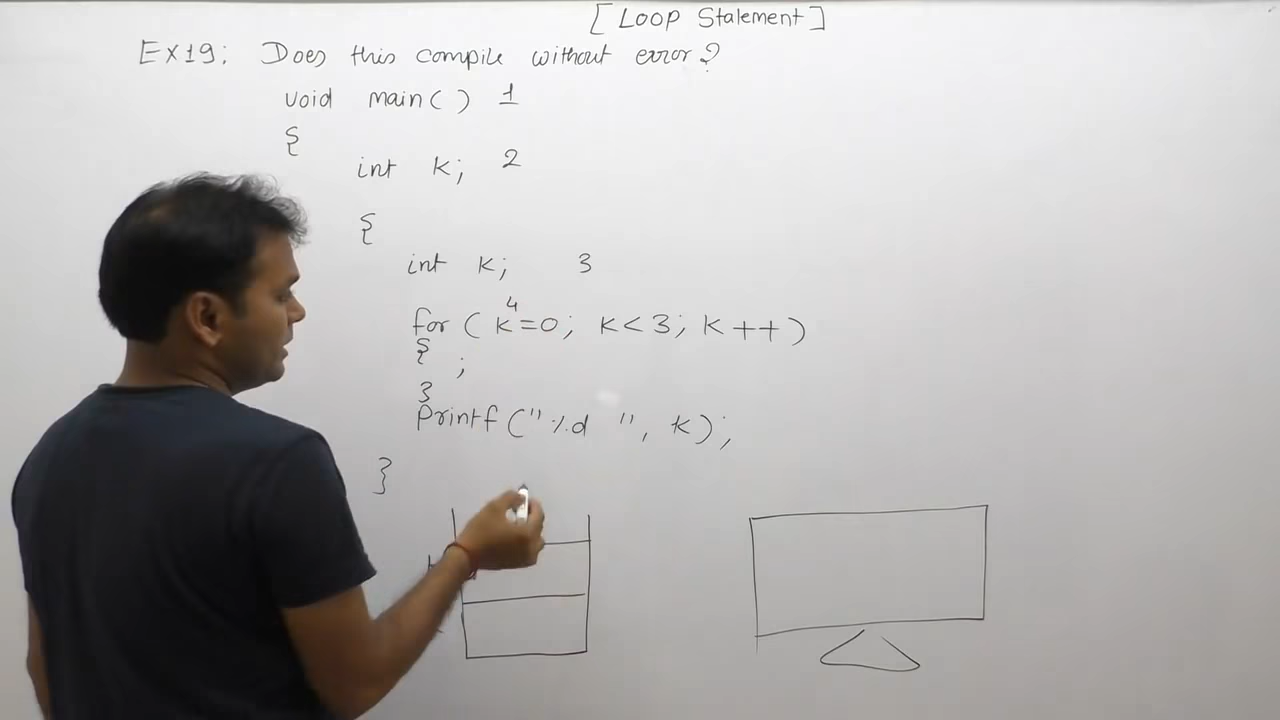 [Loop Statement]
Ex19: Does this compile without error?
void main( ) 1
{
int k; 2
{
int k; 3
4
for ( k=0; k<3; k++)
{ ;
}
Printf ("%d ", k);
}